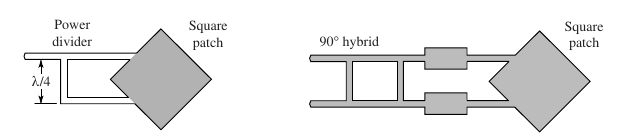 Power
divider
Square
patch
λ/4
90° hybrid
Square
patch